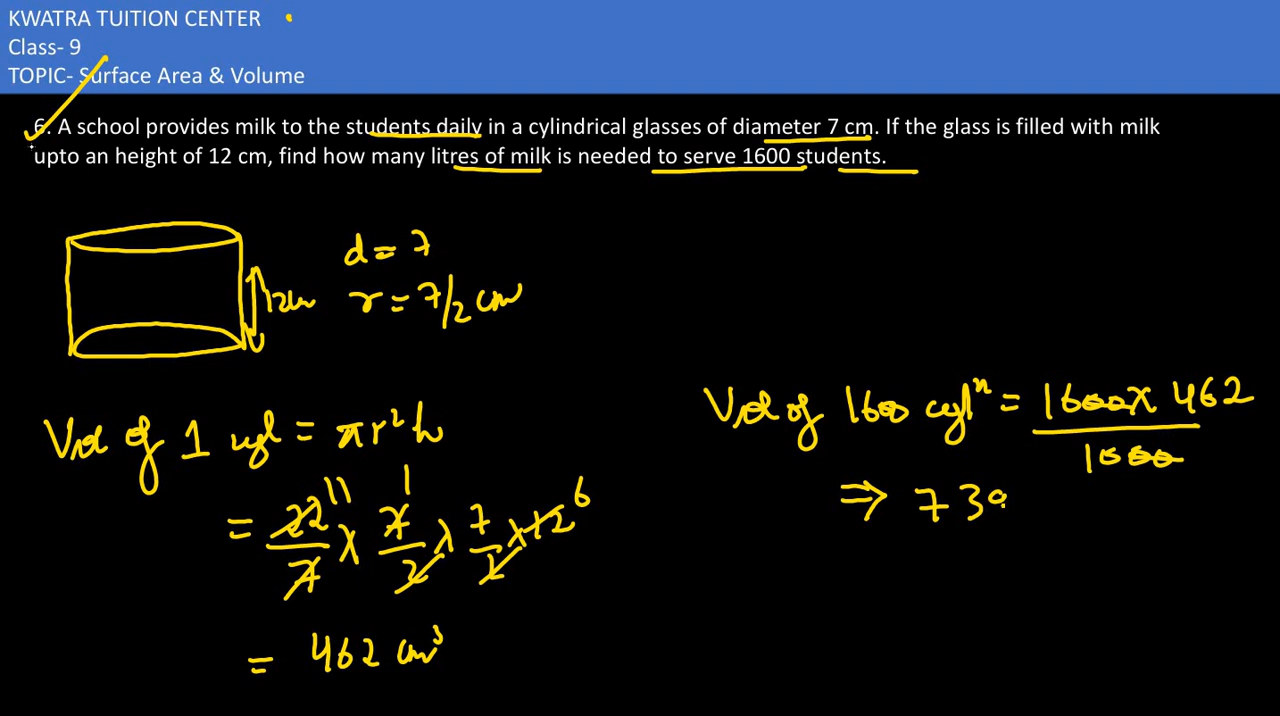 KWATRA TUITION CENTER
Class- 9
TOPIC- Surface Area & Volume
6. A school provides milk to the students daily in a cylindrical glasses of diameter 7 cm. If the glass is filled with milk
upto an height of 12 cm, find how many litres of milk is needed to serve 1600 students.
d = 7
12cm r = 7/2 cm
Vol of 1 cyl = πr²h
= 22/7 11 × 7/2 1 × 7/2 × 12 6
= 462 cm³
Vol of 1600 cylⁿ = 1600 × 462 / 1000
⇒ 739